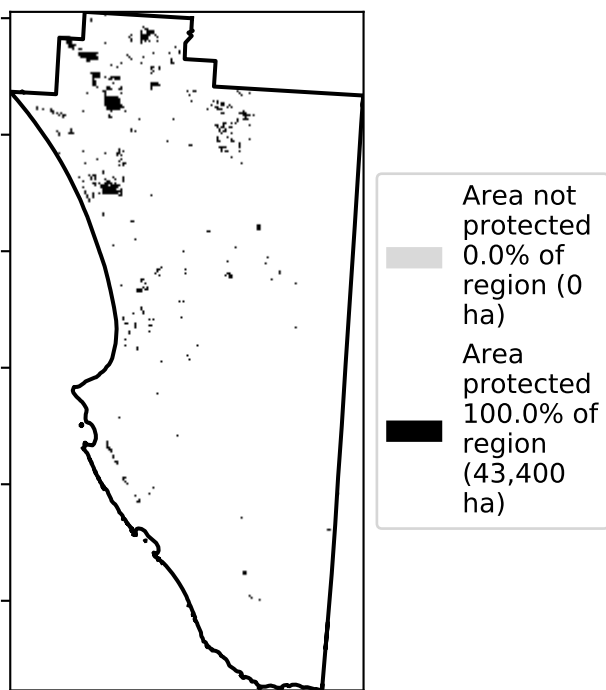 Area not
protected
0.0% of
region (0
ha)
Area
protected
100.0% of
region
(43,400
ha)